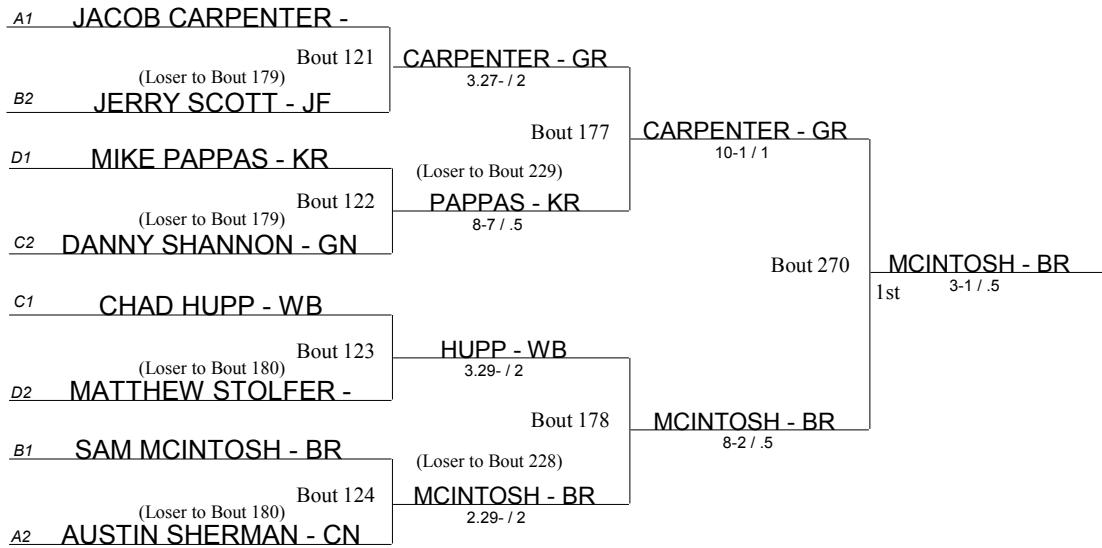 A1 JACOB CARPENTER -
Bout 121 CARPENTER - GR
(Loser to Bout 179) 3.27- / 2
B2 JERRY SCOTT - JF
Bout 177 CARPENTER - GR
10-1 / 1
D1 MIKE PAPPAS - KR
(Loser to Bout 229)
Bout 122 PAPPAS - KR
(Loser to Bout 179) 8-7 / .5
C2 DANNY SHANNON - GN
Bout 270 MCINTOSH - BR
1st 3-1 / .5
C1 CHAD HUPP - WB
Bout 123 HUPP - WB
(Loser to Bout 180) 3.29- / 2
D2 MATTHEW STOLFER -
Bout 178 MCINTOSH - BR
8-2 / .5
B1 SAM MCINTOSH - BR
(Loser to Bout 228)
Bout 124 MCINTOSH - BR
(Loser to Bout 180) 2.29- / 2
A2 AUSTIN SHERMAN - CN